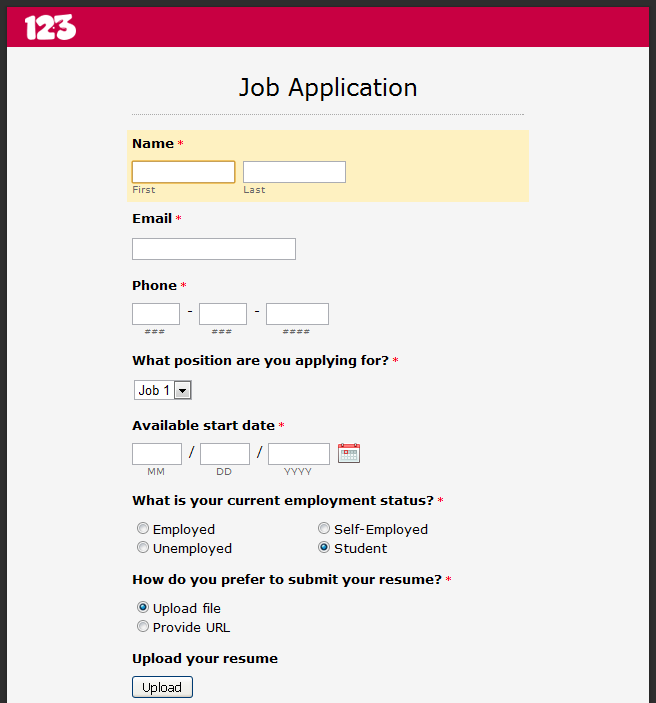 123
Job Application
Name *
First Last
Email *
Phone *
- -
### ### ####
What position are you applying for? *
Job 1
Available start date *
/ /
MM DD YYYY
What is your current employment status? *
Employed Self-Employed
Unemployed Student
How do you prefer to submit your resume? *
Upload file
Provide URL
Upload your resume
Upload